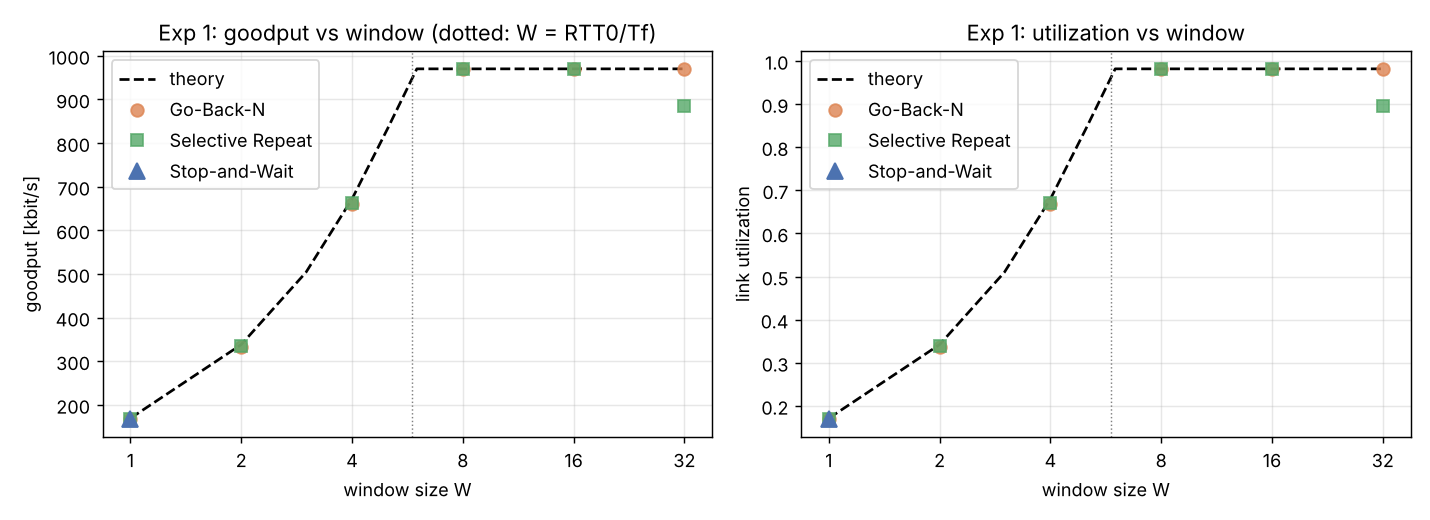 Exp 1: goodput vs window (dotted: W = RTT0/Tf)
goodput [kbit/s]
1000
900
800
700
600
500
400
300
200
theory
Go-Back-N
Selective Repeat
Stop-and-Wait
1 2 4 8 16 32
window size W
Exp 1: utilization vs window
link utilization
1.0
0.9
0.8
0.7
0.6
0.5
0.4
0.3
0.2
theory
Go-Back-N
Selective Repeat
Stop-and-Wait
1 2 4 8 16 32
window size W